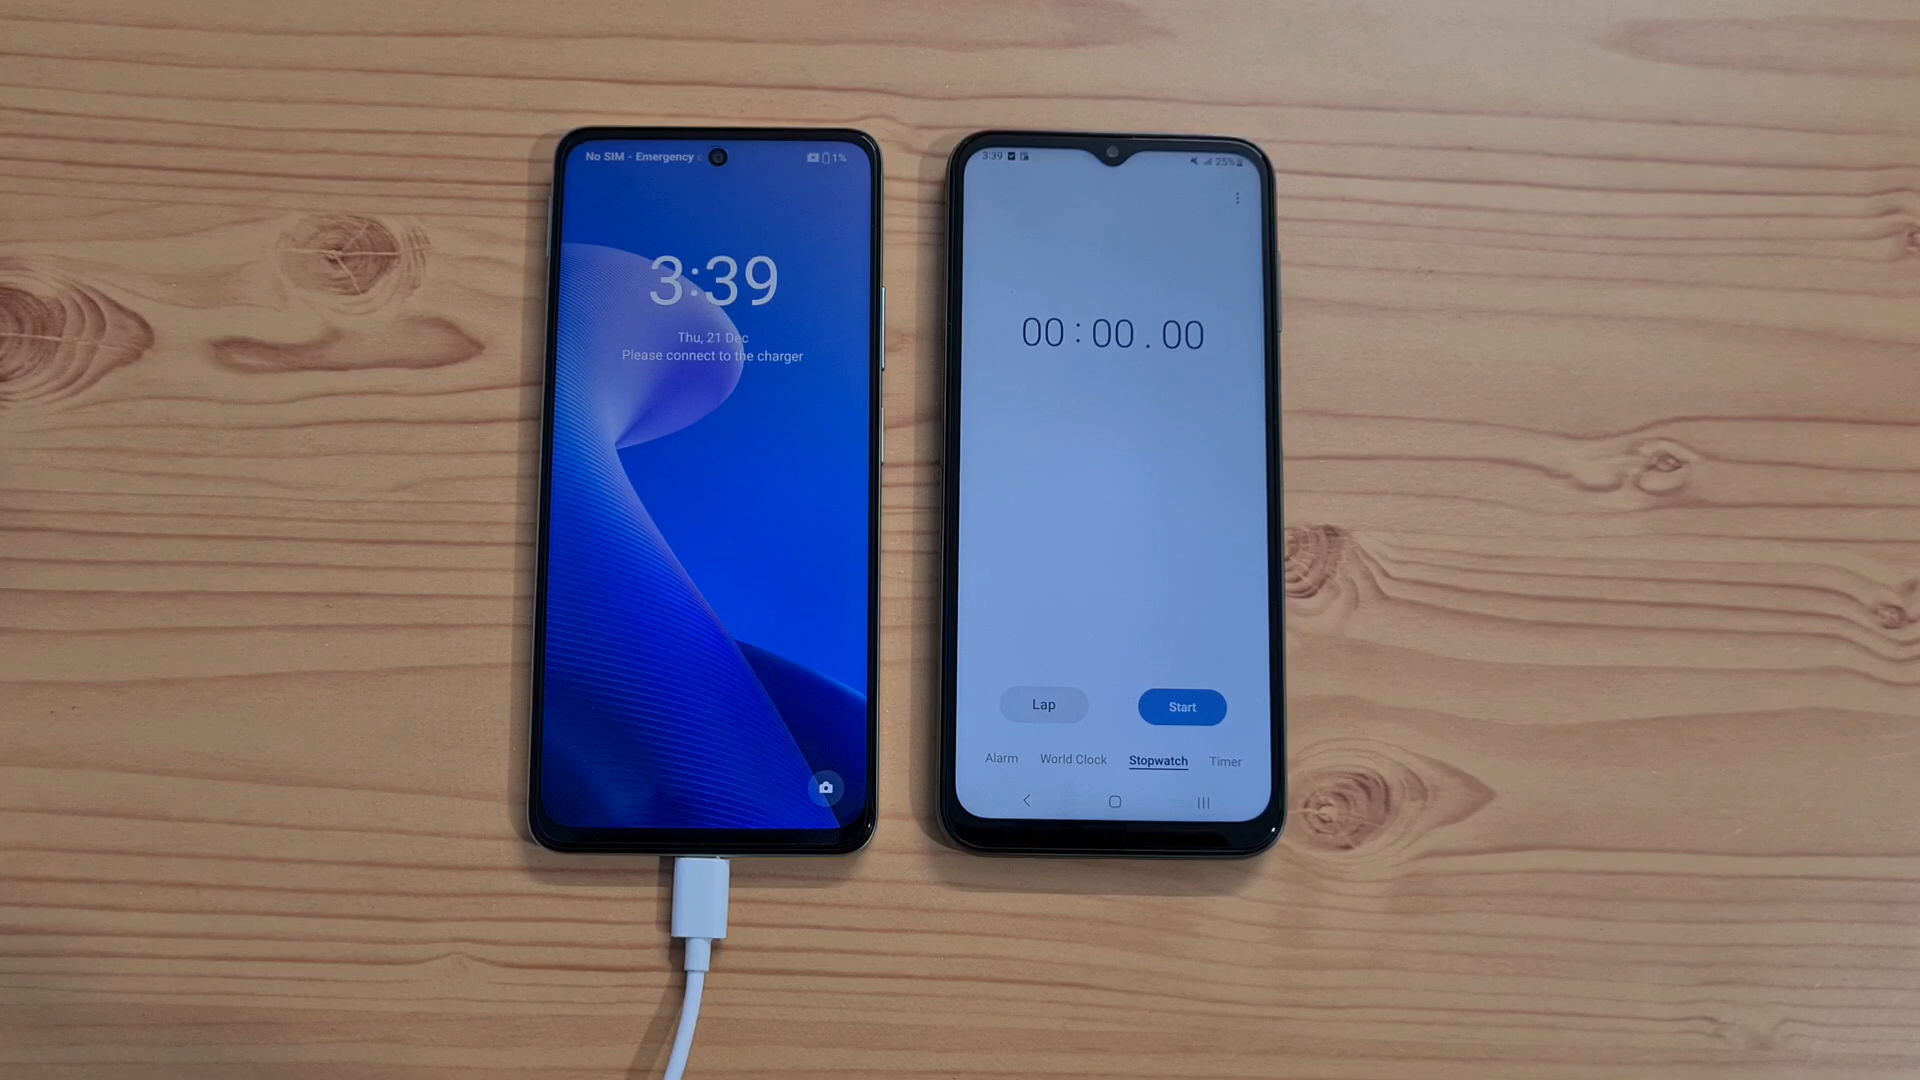 No SIM - Emergency
1%
3:39
Thu, 21 Dec
Please connect to the charger
3:39
25%
00:00.00
Lap
Start
Alarm
World Clock
Stopwatch
Timer